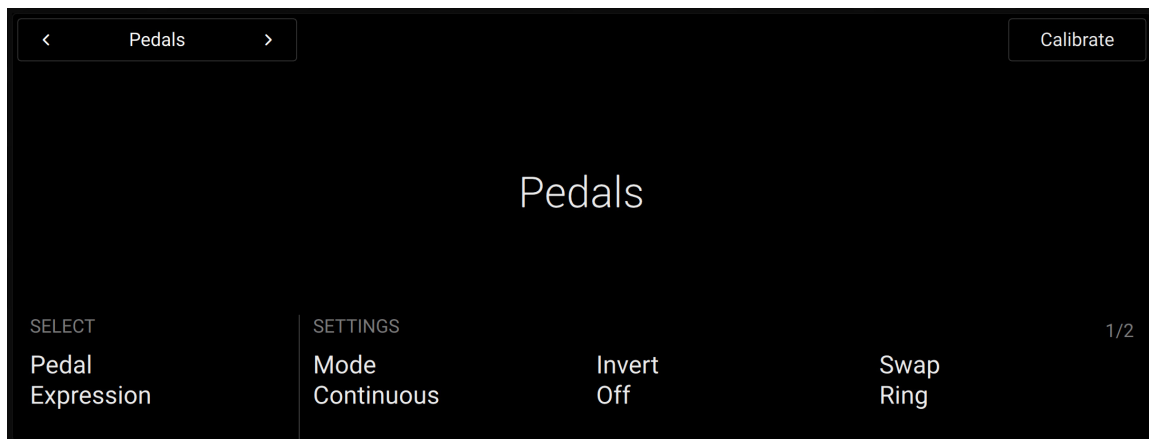 Pedals
Calibrate
Pedals
SELECT
Pedal
Expression
SETTINGS
1/2
Mode
Continuous
Invert
Off
Swap
Ring